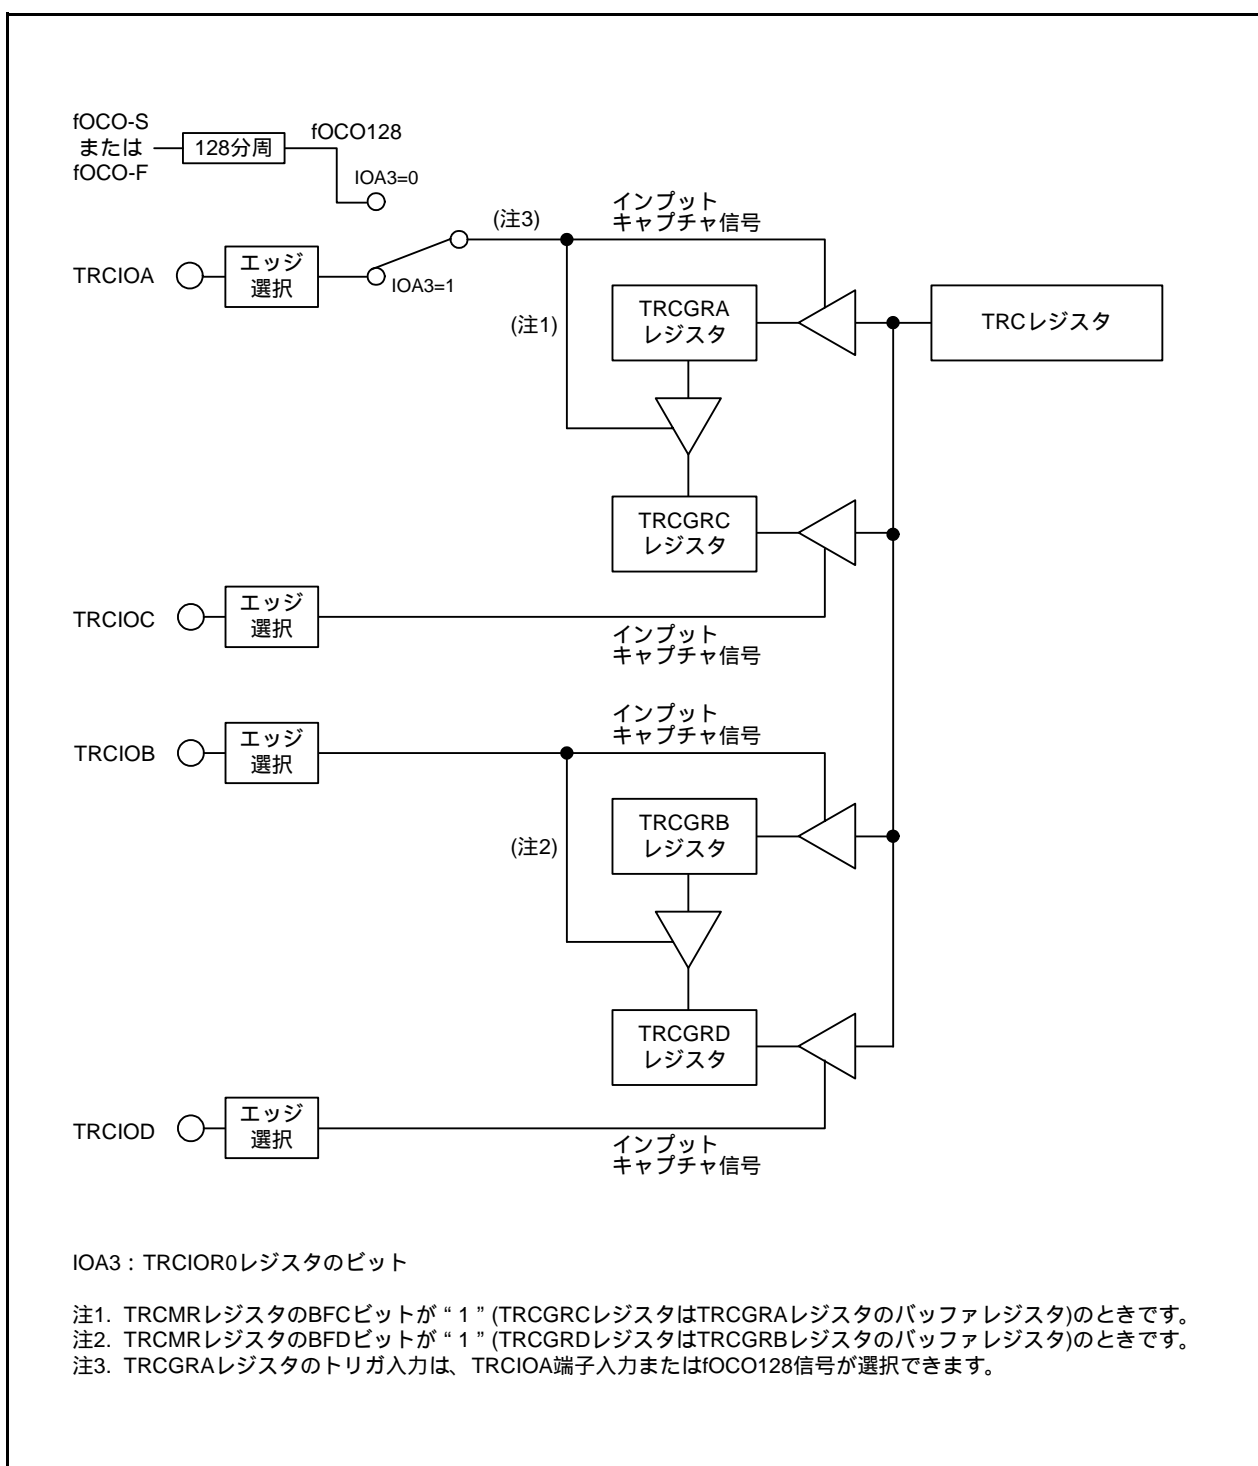 fOCO-S
または
fOCO-F
128分周
fOCO128
IOA3=0
(注3)
インプット
キャプチャ信号
TRCIOA
エッジ
選択
IOA3=1
(注1)
TRCGRA
レジスタ
TRCレジスタ
TRCGRC
レジスタ
TRCIOC
エッジ
選択
インプット
キャプチャ信号
インプット
キャプチャ信号
TRCIOB
エッジ
選択
(注2)
TRCGRB
レジスタ
TRCGRD
レジスタ
TRCIOD
エッジ
選択
インプット
キャプチャ信号
IOA3：TRCIOR0レジスタのビット
注1. TRCMRレジスタのBFCビットが“1”(TRCGRCレジスタはTRCGRAレジスタのバッファレジスタ)のときです。
注2. TRCMRレジスタのBFDビットが“1”(TRCGRDレジスタはTRCGRBレジスタのバッファレジスタ)のときです。
注3. TRCGRAレジスタのトリガ入力は、TRCIOA端子入力またはfOCO128信号が選択できます。